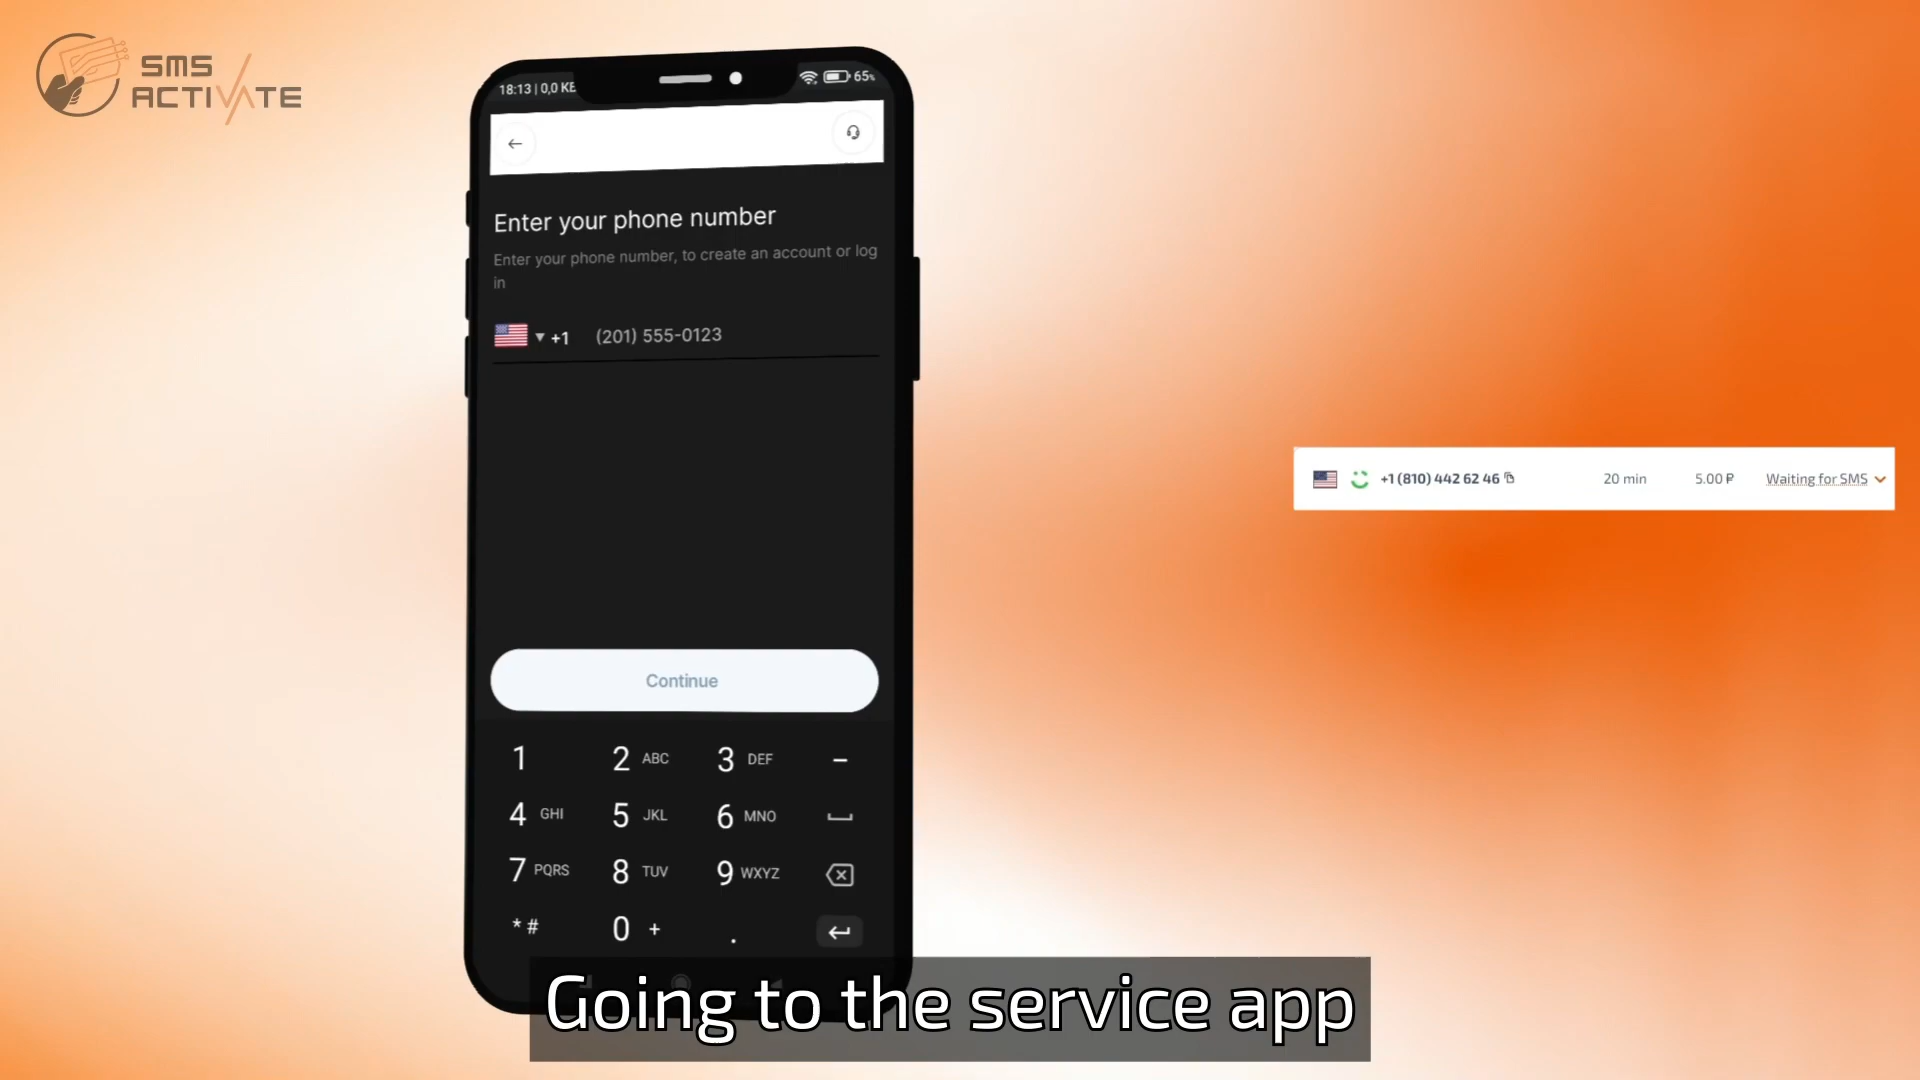 SMS
ACTIVATE
18:13 | 0,0 KB
65%
Enter your phone number
Enter your phone number, to create an account or log
in
+1 (201) 555-0123
Continue
1 2 ABC 3 DEF –
4 GHI 5 JKL 6 MNO
7 PQRS 8 TUV 9 WXYZ
* # 0 + .
+1 (810) 442 62 46 20 min 5.00 ₽ Waiting for SMS
Going to the service app